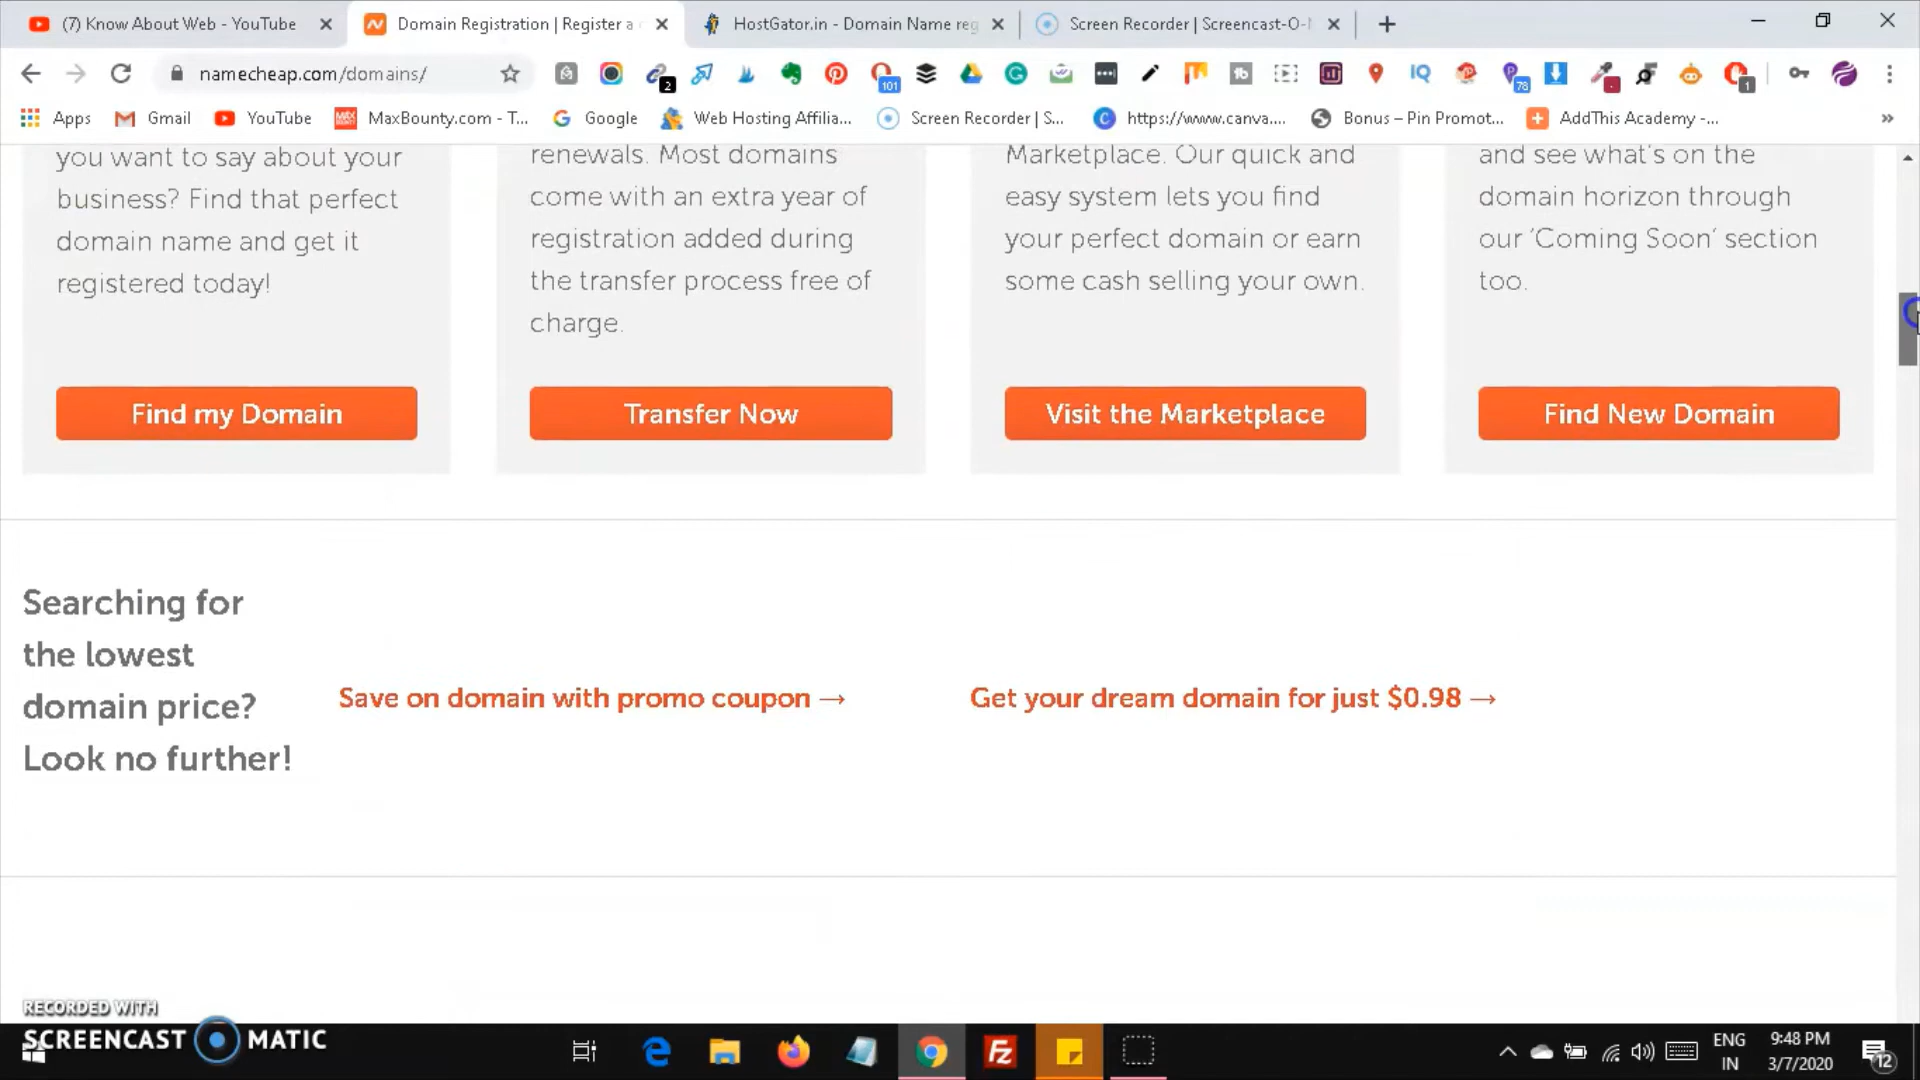 (7) Know About Web - YouTube
Domain Registration | Register a
HostGator.in - Domain Name reg
Screen Recorder | Screencast-O-
namecheap.com/domains/
2
101
78
1
Apps
Gmail
YouTube
MaxBounty.com - T...
Google
Web Hosting Affilia...
Screen Recorder | S...
https://www.canva....
Bonus – Pin Promot...
AddThis Academy -...
you want to say about your
business? Find that perfect
domain name and get it
registered today!
Find my Domain
renewals. Most domains
come with an extra year of
registration added during
the transfer process free of
charge.
Transfer Now
Marketplace. Our quick and
easy system lets you find
your perfect domain or earn
some cash selling your own.
Visit the Marketplace
and see what's on the
domain horizon through
our 'Coming Soon' section
too.
Find New Domain
Searching for
the lowest
domain price?
Look no further!
Save on domain with promo coupon →
Get your dream domain for just $0.98 →
RECORDED WITH
SCREENCAST MATIC
ENG
IN
9:48 PM
3/7/2020
12